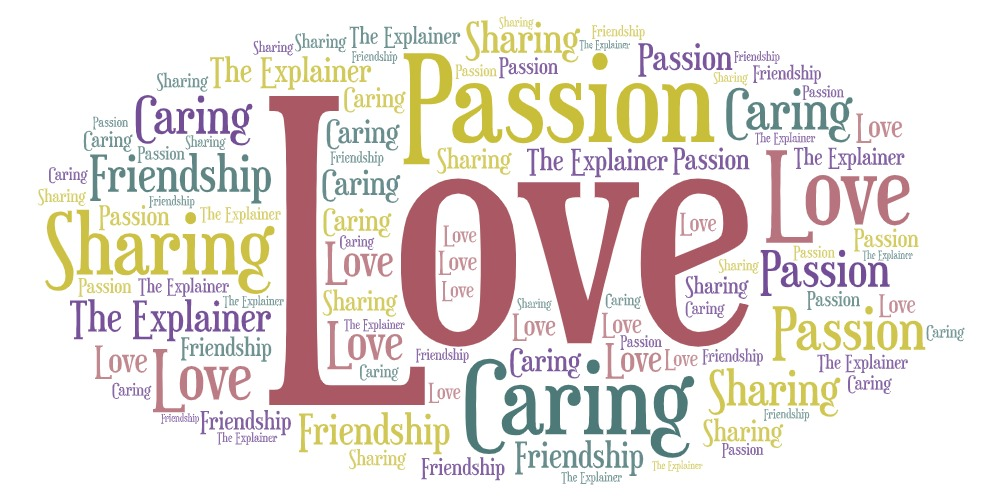 Sharing
Sharing Friendship
Sharing Sharing The Explainer The Explainer
Friendship Passion Friendship
The Explainer Passion Passion Friendship
Sharing Sharing
Caring Passion Passion
Caring Caring
Passion Caring Love
Caring Sharing The Explainer
Passion Friendship Sharing The Explainer Passion The Explainer
Caring Friendship Caring Love
Sharing Friendship
Passion The Explainer Caring Love
Sharing Caring Love Passion
Love Love Passion The Explainer
Love Sharing Passion
Passion The Explainer Love Sharing
The Explainer Sharing Sharing Caring Caring Passion Love
The Explainer The Explainer Love Love Passion Caring
Friendship Love Friendship Caring Passion Love Love Friendship The Explainer
Love Caring
Caring Love Love Caring Sharing Caring
Friendship Friendship Friendship
The Explainer Friendship Sharing
Sharing Friendship Friendship The Explainer Passion
The Explainer
Love